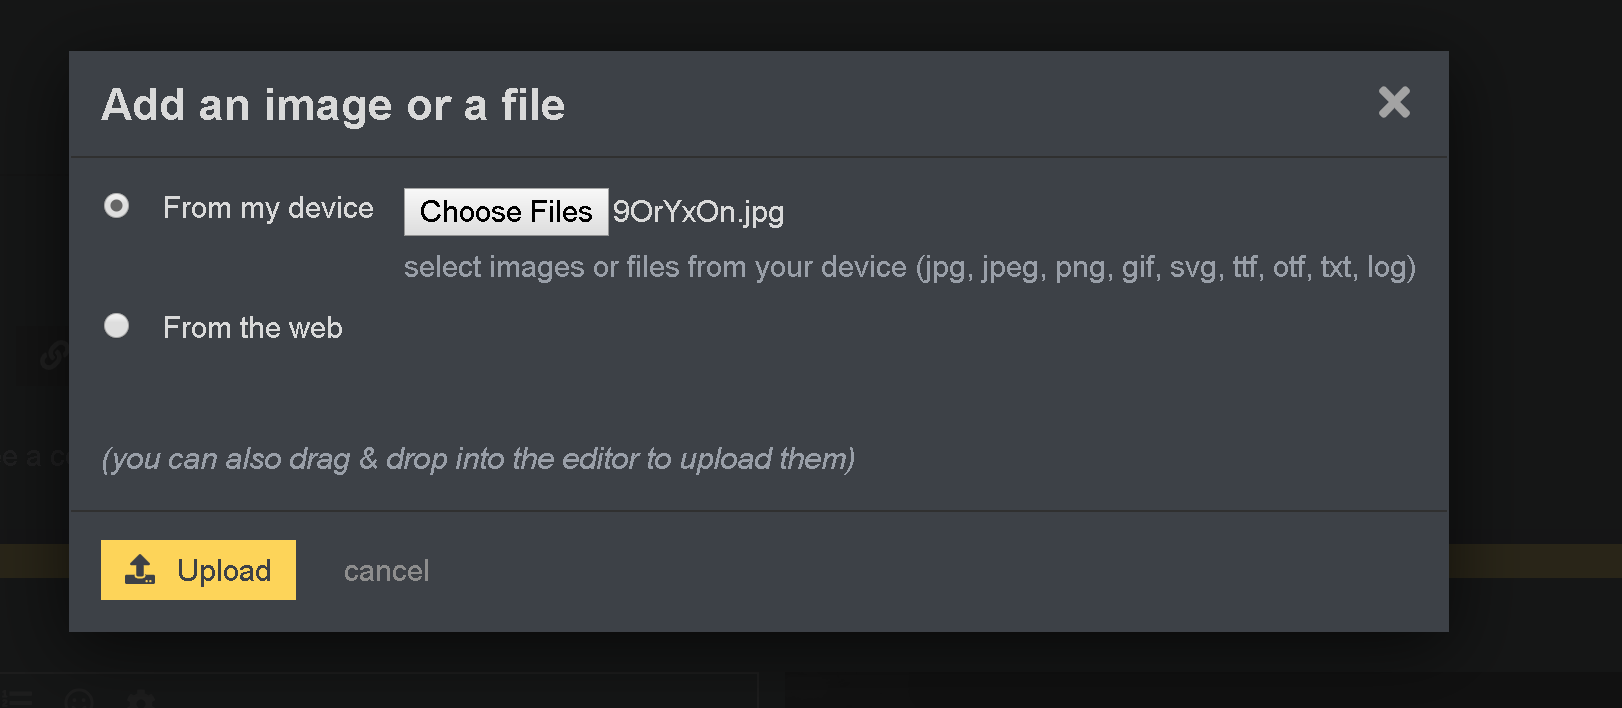 Add an image or a file
From my device Choose Files 9OrYxOn.jpg
select images or files from your device (jpg, jpeg, png, gif, svg, ttf, otf, txt, log)
From the web
(you can also drag & drop into the editor to upload them)
Upload cancel